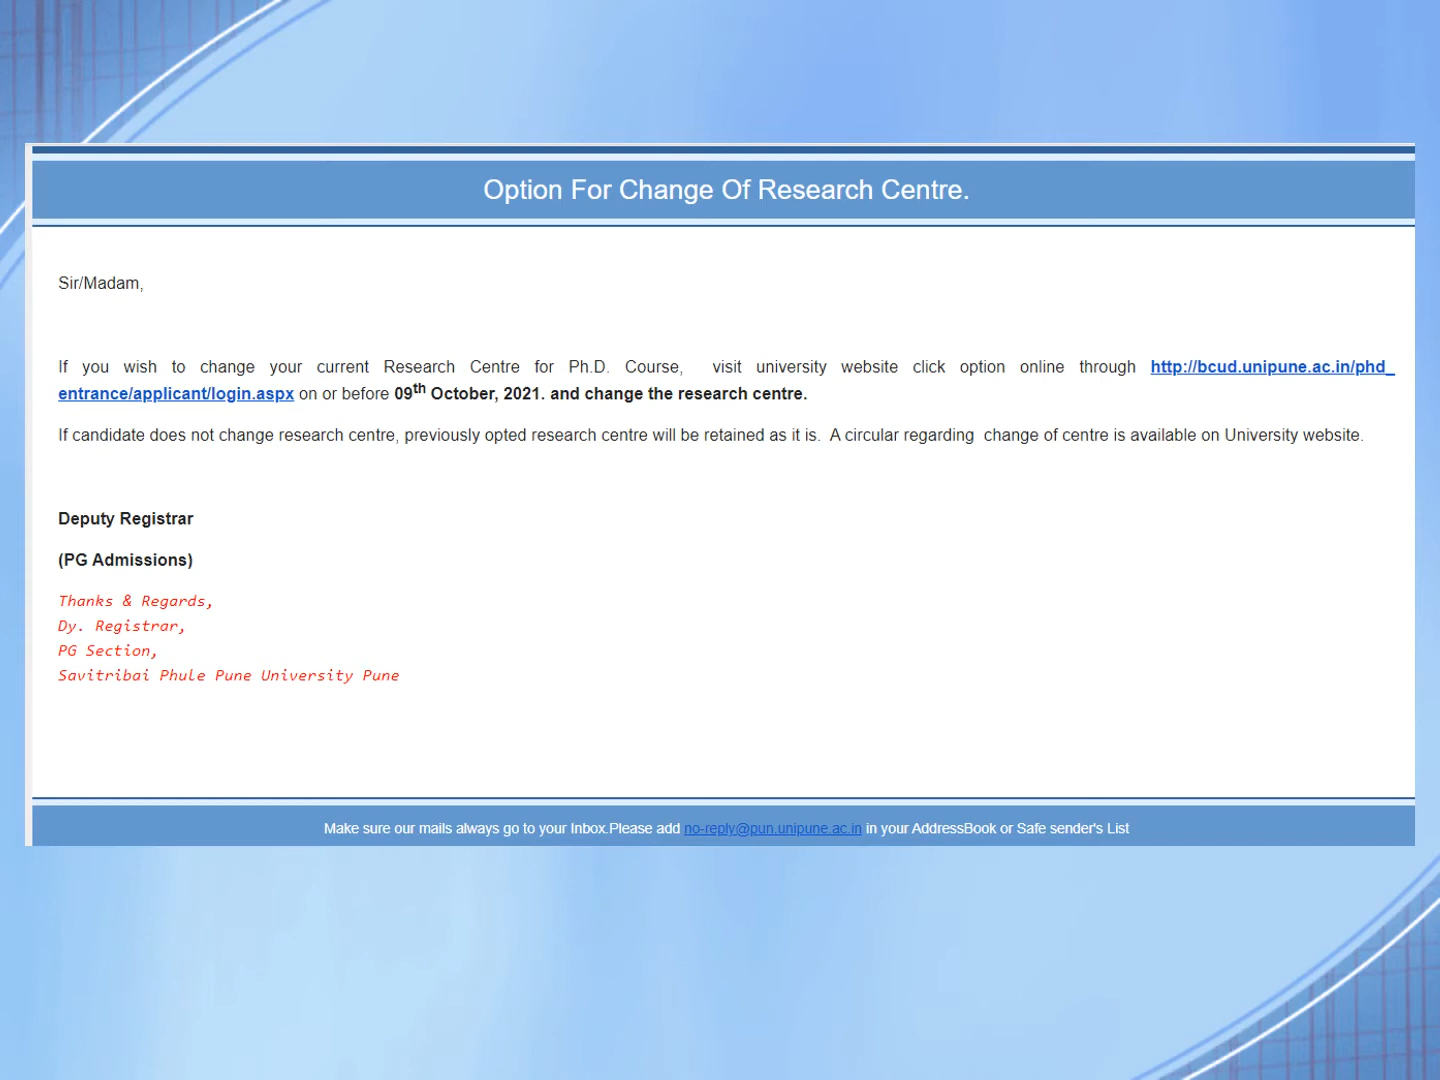 Option For Change Of Research Centre.
Sir/Madam,
If you wish to change your current Research Centre for Ph.D. Course, visit university website click option online through http://bcud.unipune.ac.in/phd_
entrance/applicant/login.aspx on or before 09th October, 2021. and change the research centre.
If candidate does not change research centre, previously opted research centre will be retained as it is. A circular regarding change of centre is available on University website.
Deputy Registrar
(PG Admissions)
Thanks & Regards,
Dy. Registrar,
PG Section,
Savitribai Phule Pune University Pune
Make sure our mails always go to your Inbox.Please add no-reply@pun.unipune.ac.in in your AddressBook or Safe sender's List